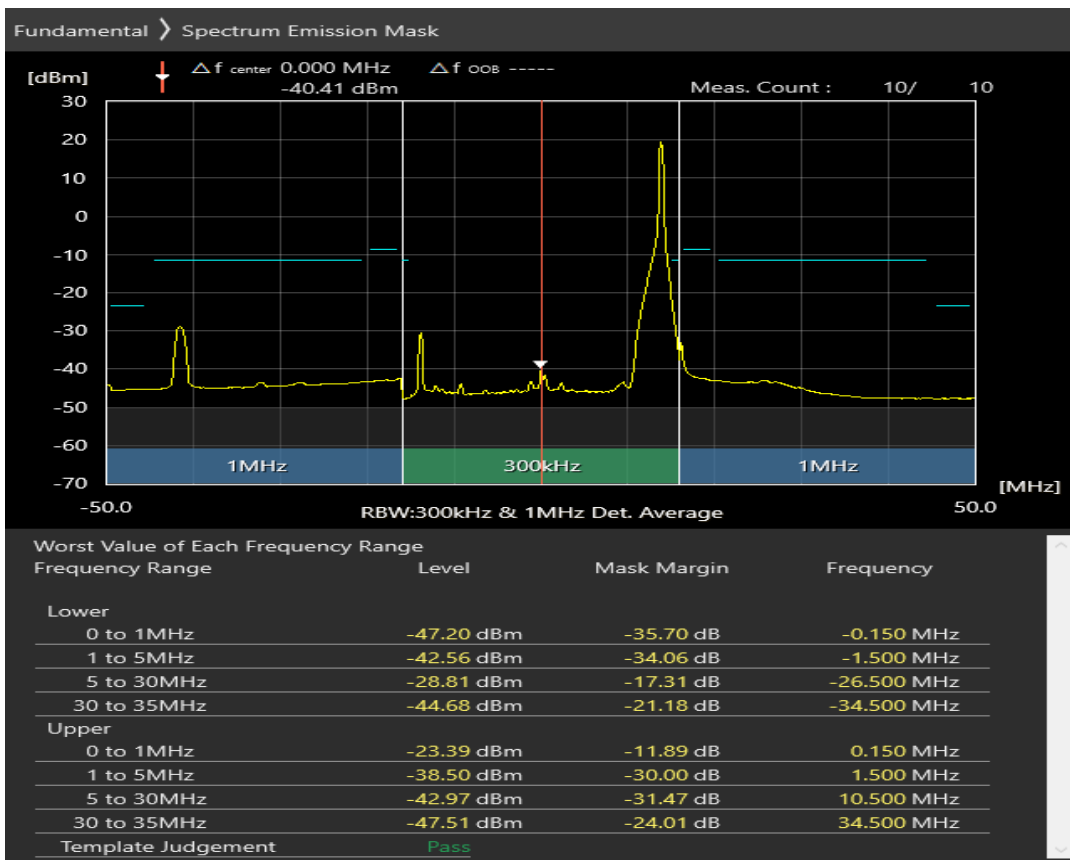 Fundamental 〉 Spectrum Emission Mask
[dBm] △f center 0.000 MHz △f OOB -----
-40.41 dBm Meas. Count : 10/ 10
30
20
10
0
-10
-20
-30
-40
-50
-60
1MHz 300kHz 1MHz
-70
[MHz]
-50.0 RBW:300kHz & 1MHz Det. Average 50.0
Worst Value of Each Frequency Range
Frequency Range Level Mask Margin Frequency
Lower
0 to 1MHz -47.20 dBm -35.70 dB -0.150 MHz
1 to 5MHz -42.56 dBm -34.06 dB -1.500 MHz
5 to 30MHz -28.81 dBm -17.31 dB -26.500 MHz
30 to 35MHz -44.68 dBm -21.18 dB -34.500 MHz
Upper
0 to 1MHz -23.39 dBm -11.89 dB 0.150 MHz
1 to 5MHz -38.50 dBm -30.00 dB 1.500 MHz
5 to 30MHz -42.97 dBm -31.47 dB 10.500 MHz
30 to 35MHz -47.51 dBm -24.01 dB 34.500 MHz
Template Judgement Pass